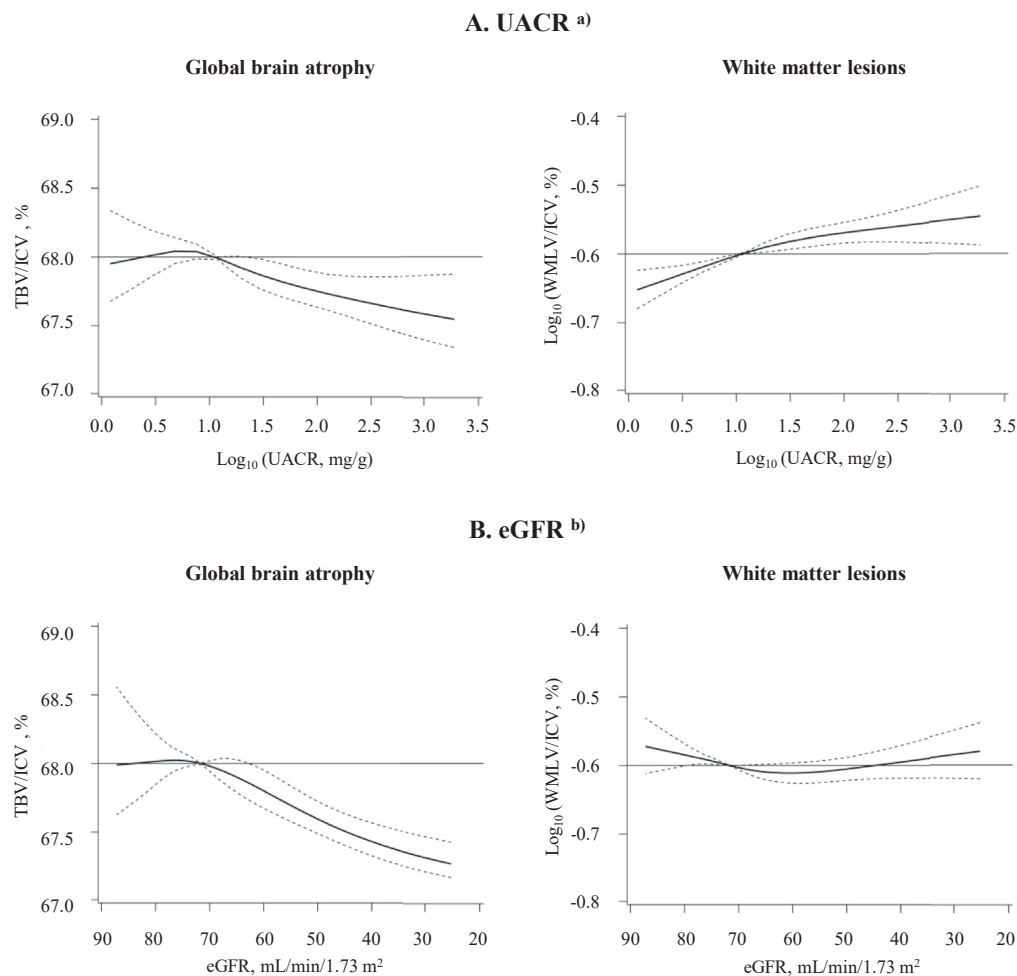 A. UACR a)
Global brain atrophy
White matter lesions
69.0
68.5
68.0
67.5
67.0
TBV/ICV , %
0.0 0.5 1.0 1.5 2.0 2.5 3.0 3.5
Log10 (UACR, mg/g)
-0.4
-0.5
-0.6
-0.7
-0.8
Log10 (WMLV/ICV, %)
0.0 0.5 1.0 1.5 2.0 2.5 3.0 3.5
Log10 (UACR, mg/g)
B. eGFR b)
Global brain atrophy
White matter lesions
69.0
68.5
68.0
67.5
67.0
TBV/ICV, %
90 80 70 60 50 40 30 20
eGFR, mL/min/1.73 m2
-0.4
-0.5
-0.6
-0.7
-0.8
Log10 (WMLV/ICV, %)
90 80 70 60 50 40 30 20
eGFR, mL/min/1.73 m2